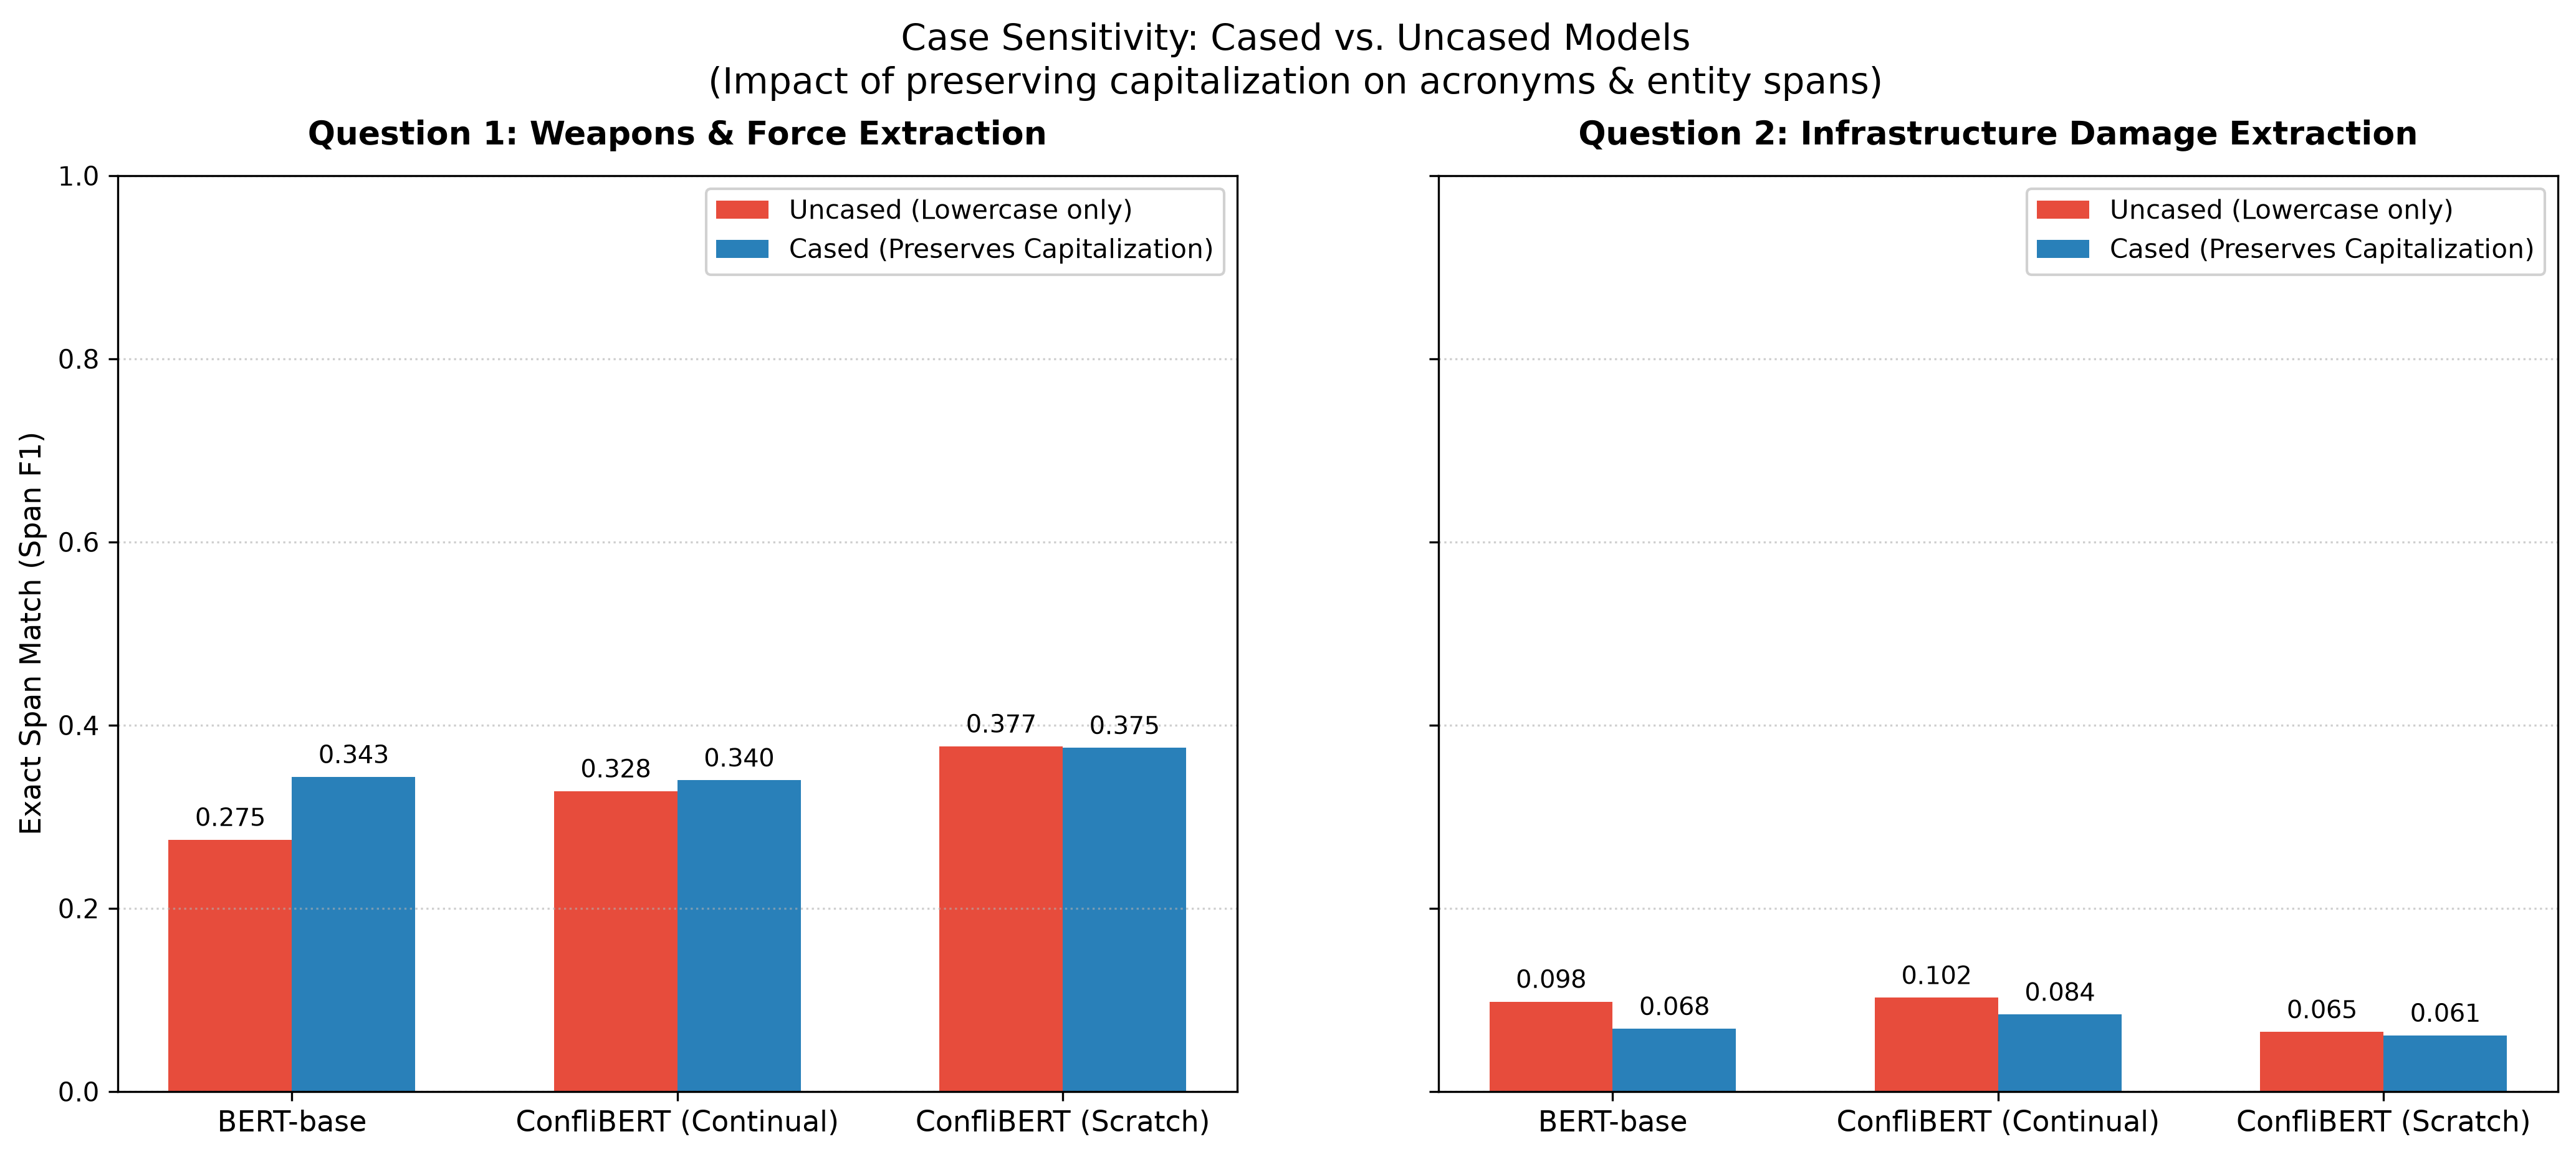 Case Sensitivity: Cased vs. Uncased Models
(Impact of preserving capitalization on acronyms & entity spans)
Question 1: Weapons & Force Extraction
Exact Span Match (Span F1)
1.0
0.8
0.6
0.4
0.2
0.0
Uncased (Lowercase only)
Cased (Preserves Capitalization)
0.275
0.343
0.328
0.340
0.377
0.375
BERT-base
ConfliBERT (Continual)
ConfliBERT (Scratch)
Question 2: Infrastructure Damage Extraction
Uncased (Lowercase only)
Cased (Preserves Capitalization)
0.098
0.068
0.102
0.084
0.065
0.061
BERT-base
ConfliBERT (Continual)
ConfliBERT (Scratch)